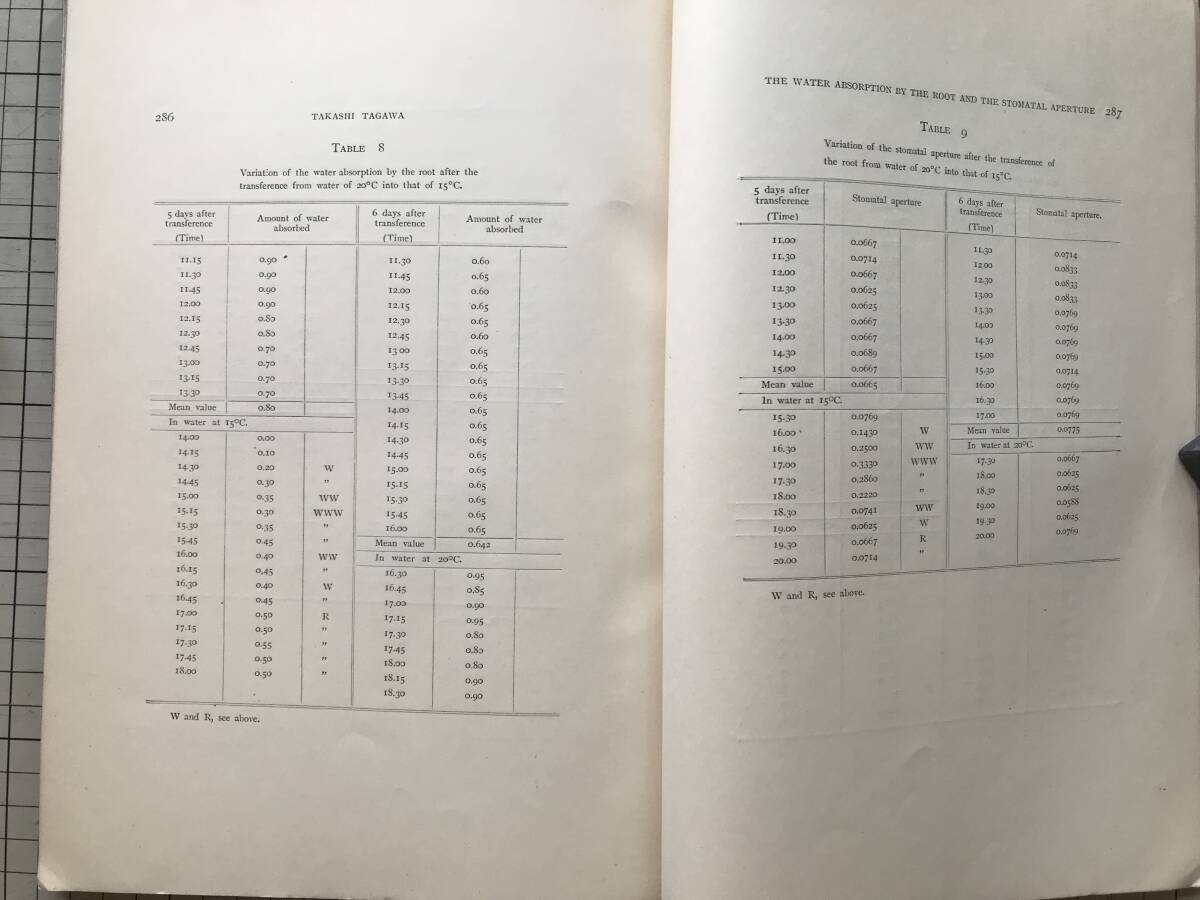 286 TAKASHI TAGAWA
TABLE 8
Variation of the water absorption by the root after the
transference from water of 20°C into that of 15°C.
5 days after transference (Time) Amount of water absorbed 6 days after transference (Time) Amount of water absorbed
11.15 0.90 11.30 0.60
11.30 0.90 11.45 0.65
11.45 0.90 12.00 0.60
12.00 0.90 12.15 0.65
12.15 0.80 12.30 0.65
12.30 0.80 12.45 0.60
12.45 0.70 13 00 0.65
13.00 0.70 13.15 0.65
13.15 0.70 13.30 0.65
13.30 0.70 13.45 0.65
Mean value 0.80 14.00 0.65
In water at 15°C. 14.15 0.65
14.00 0.00 14.30 0.65
14.15 0.10 14.45 0.65
14.30 0.20 W 15.00 0.65
14.45 0.30 " 15.15 0.65
15.00 0.35 WW 15.30 0.65
15.15 0.30 WWW 15.45 0.65
15.30 0.35 " 16.00 0.65
15.45 0.45 " Mean value 0.642
16.00 0.40 WW In water at 20°C.
16.15 0.45 " 16.30 0.95
16.30 0.40 W 16.45 0.85
16.45 0.45 " 17.00 0.90
17.00 0.50 R 17.15 0.95
17.15 0.50 " 17.30 0.80
17.30 0.55 " 17.45 0.80
17.45 0.50 " 18.00 0.80
18.00 0.50 " 18.15 0.90
18.30 0.90
W and R, see above.
THE WATER ABSORPTION BY THE ROOT AND THE STOMATAL APERTURE 287
TABLE 9
Variation of the stomatal aperture after the transference of
the root from water of 20°C into that of 15°C.
5 days after transference (Time) Stomatal aperture 6 days after transference (Time) Stomatal aperture.
11.00 0.0667 11.30 0.0714
11.30 0.0714 12.00 0.0833
12.00 0.0667 12.30 0.0833
12.30 0.0625 13.00 0.0833
13.00 0.0625 13.30 0.0769
13.30 0.0667 14.00 0.0769
14.00 0.0667 14.30 0.0769
14.30 0.0689 15.00 0.0769
15.00 0.0667 15.30 0.0714
Mean value 0.0665 16.00 0.0769
In water at 15°C. 16.30 0.0769
15.30 0.0769 17.00 0.0769
16.00 0.1430 W Mean value 0.0775
16.30 0.2500 WW In water at 20°C.
17.00 0.3330 WWW 17.30 0.0667
17.30 0.2860 " 18.00 0.0625
18.00 0.2220 " 18.30 0.0625
18.30 0.0741 WW 19.00 0.0588
19.00 0.0625 W 19.30 0.0625
19.30 0.0667 R 20.00 0.0769
20.00 0.0714 "
W and R, see above.